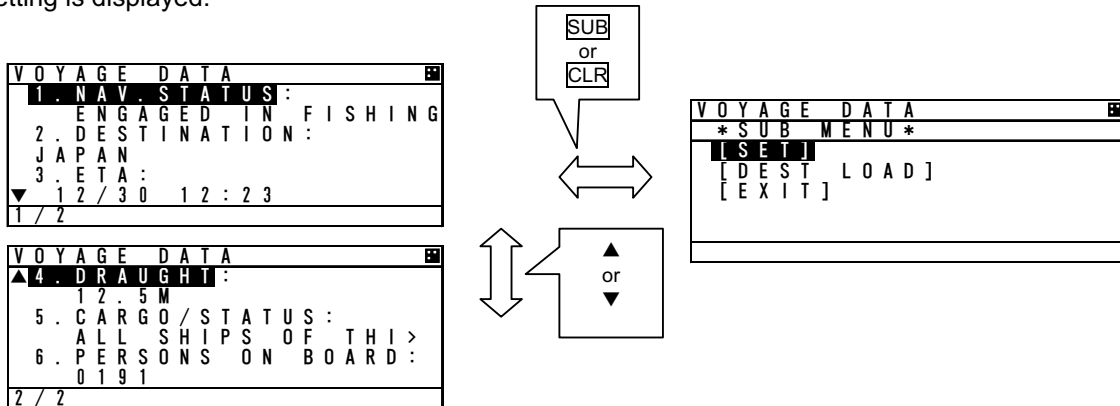 etting is displayed.
VOYAGE DATA
1.NAV.STATUS:
ENGAGED IN FISHING
2.DESTINATION:
JAPAN
3.ETA:
▼ 12/30 12:23
1/2
VOYAGE DATA
▲4.DRAUGHT:
12.5M
5.CARGO/STATUS:
ALL SHIPS OF THI>
6.PERSONS ON BOARD:
0191
2/2
SUB
or
CLR
▲
or
▼
VOYAGE DATA
*SUB MENU*
[SET]
[DEST LOAD]
[EXIT]